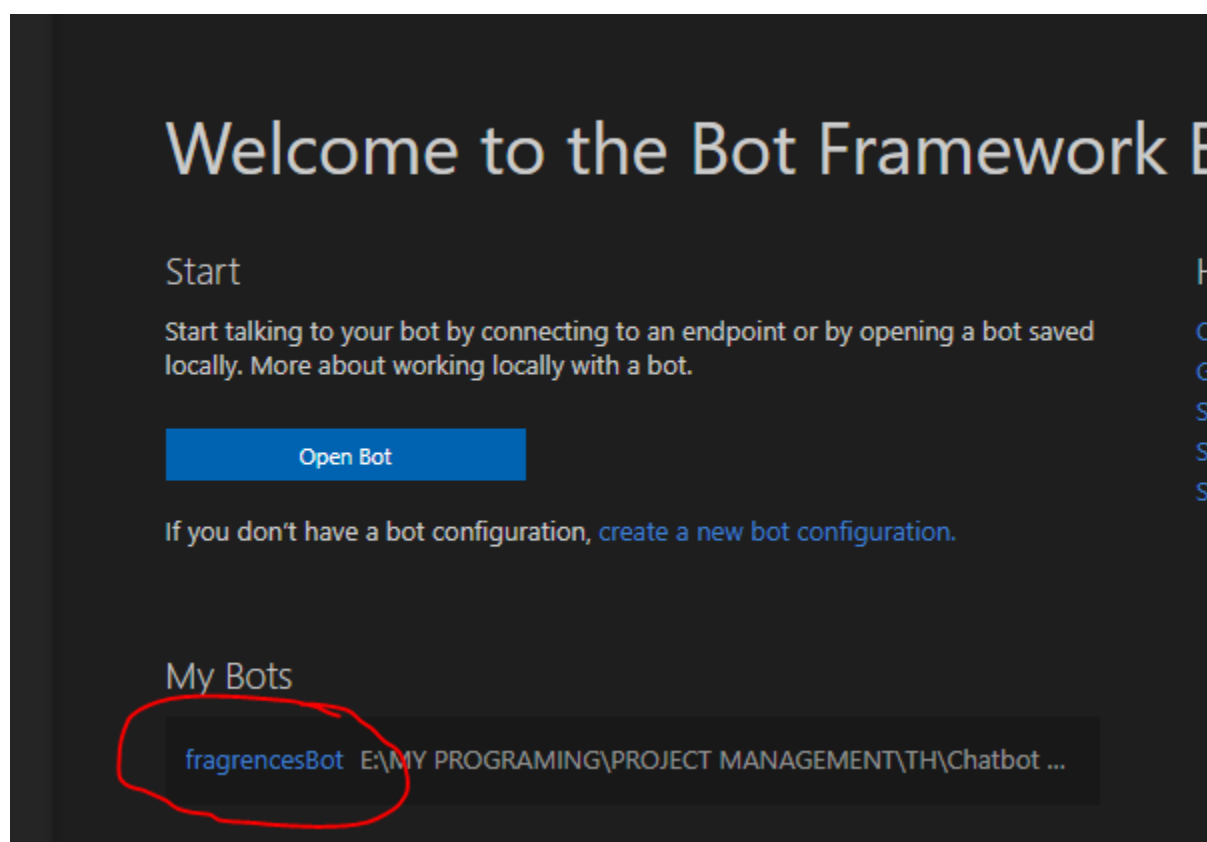 Welcome to the Bot Framework
Start
Start talking to your bot by connecting to an endpoint or by opening a bot saved
locally. More about working locally with a bot.
Open Bot
If you don't have a bot configuration, create a new bot configuration.
My Bots
fragrencesBot E:\MY PROGRAMING\PROJECT MANAGEMENT\TH\Chatbot ...